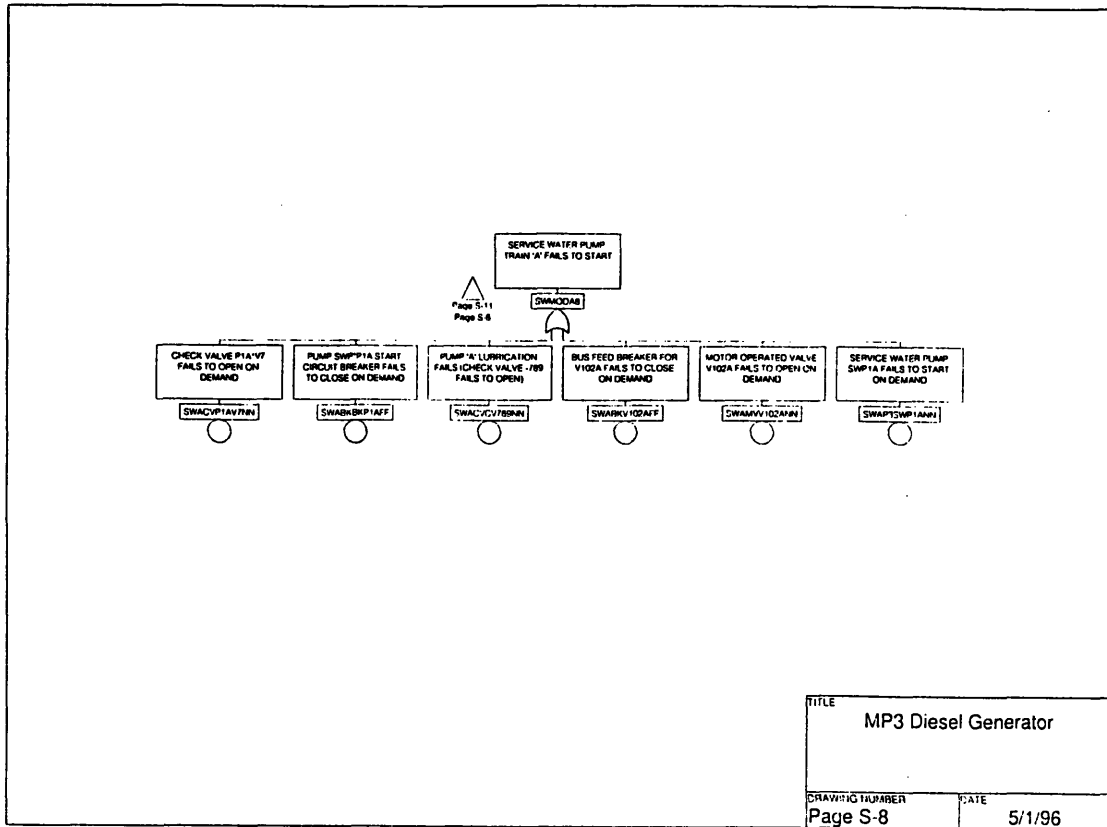 SERVICE WATER PUMP
TRAIN 'A' FAILS TO START
SWMODA8
Page S-11
Page S-6
CHECK VALVE P1A*V7
FAILS TO OPEN ON
DEMAND
SWACVP1AV7NN
PUMP SWP*P1A START
CIRCUIT BREAKER FAILS
TO CLOSE ON DEMAND
SWABKBKP1AFF
PUMP 'A' LUBRICATION
FAILS (CHECK VALVE -789
FAILS TO OPEN)
SWACVCV789NN
BUS FEED BREAKER FOR
V102A FAILS TO CLOSE
ON DEMAND
SWABKV102AFF
MOTOR OPERATED VALVE
V102A FAILS TO OPEN ON
DEMAND
SWAMVV102ANN
SERVICE WATER PUMP
SWP1A FAILS TO START
ON DEMAND
TITLE
MP3 Diesel Generator
DRAWING NUMBER
Page S-8
DATE
5/1/96